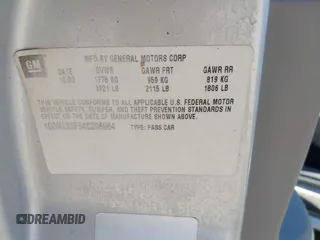 GM
MFD BY GENERAL MOTORS CORP
DATE GVWR GAWR FRT GAWR RR
1778 KG 959 KG 819 KG
3921 LB 2115 LB 1806 LB
THIS VEHICLE CONFORMS TO ALL APPLICABLE U.S. FEDERAL MOTOR
VEHICLE SAFETY, BUMPER, AND THEFT PREVENTION STANDARDS
IN EFFECT ON THE DATE OF MANUFACTURE SHOWN ABOVE.
TYPE: PASS CAR
AUTOBIDMASTER